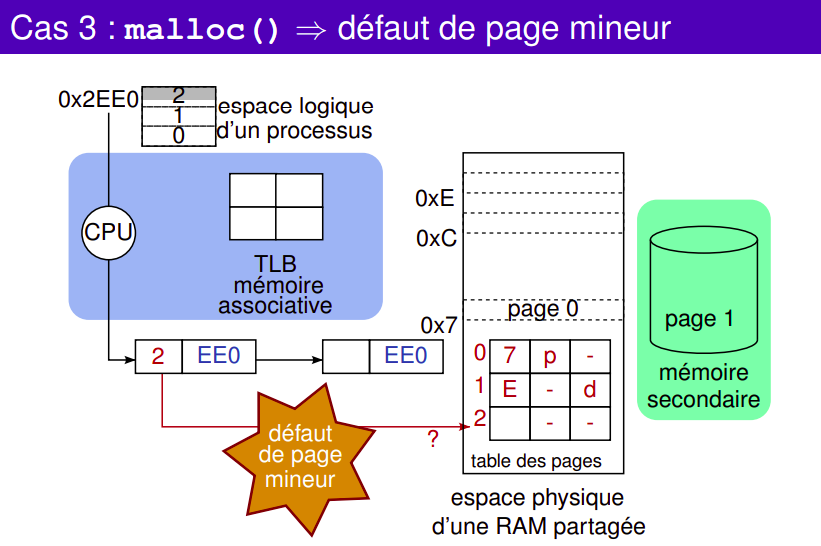 Cas 3 : malloc() ⇒ défaut de page mineur
0x2EE0
2
1
0
espace logique
d'un processus
CPU
TLB
mémoire
associative
0xE
0xC
0x7
page 0
page 1
mémoire
secondaire
2 EE0
EE0
0 7 p -
1 E - d
2 - -
?
défaut
de page
mineur
table des pages
espace physique
d'une RAM partagée